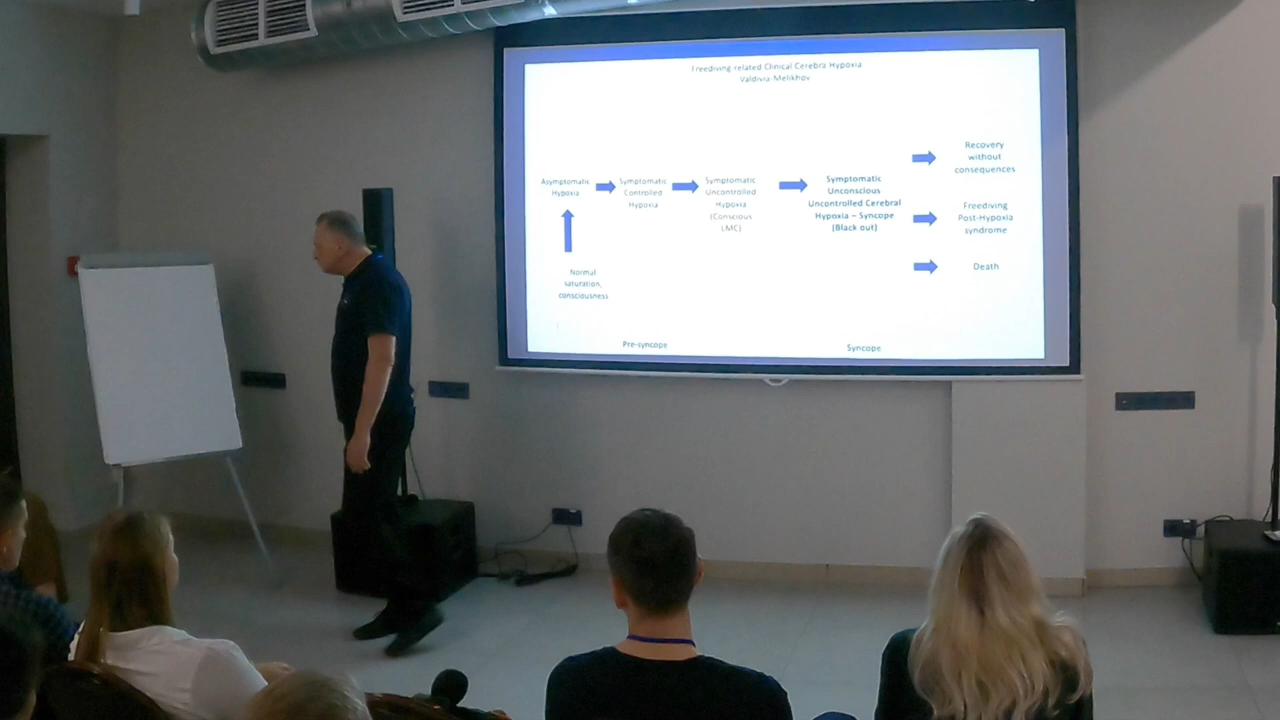 Freediving-related Clinical Cerebra Hypoxia
Valdivia-Melikhov
Asymptomatic
Hypoxia
Symptomatic
Controlled
Hypoxia
Symptomatic
Uncontrolled
Hypoxia
(Conscious
LMC)
Symptomatic
Unconscious
Uncontrolled Cerebral
Hypoxia – Syncope
(Black out)
Recovery
without
consequences
Freediving
Post-Hypoxia
syndrome
Death
Normal
saturation,
consciousness
Pre-syncope
Syncope